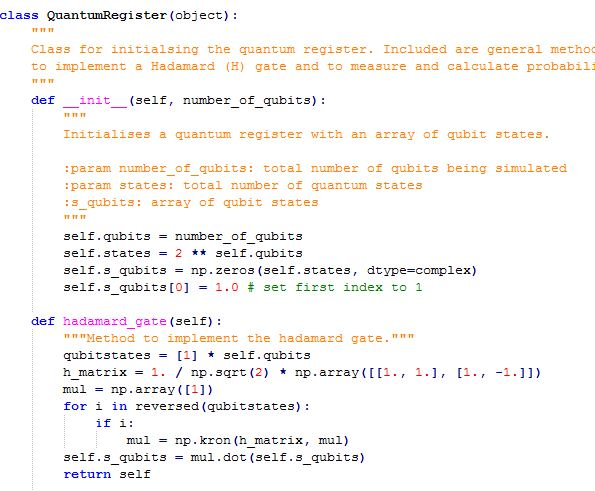 class QuantumRegister(object):
    """
    Class for initialsing the quantum register. Included are general
    to implement a Hadamard (H) gate and to measure and calculate
    """
    def __init__(self, number_of_qubits):
        """
        Initialises a quantum register with an array of qubit states.

        :param number_of_qubits: total number of qubits being simulated
        :param states: total number of quantum states
        :s_qubits: array of qubit states
        """
        self.qubits = number_of_qubits
        self.states = 2 ** self.qubits
        self.s_qubits = np.zeros(self.states, dtype=complex)
        self.s_qubits[0] = 1.0 # set first index to 1

    def hadamard_gate(self):
        """Method to implement the hadamard gate."""
        qubitstates = [1] * self.qubits
        h_matrix = 1. / np.sqrt(2) * np.array([[1., 1.], [1., -1.]])
        mul = np.array([1])
        for i in reversed(qubitstates):
            if i:
                mul = np.kron(h_matrix, mul)
        self.s_qubits = mul.dot(self.s_qubits)
        return self